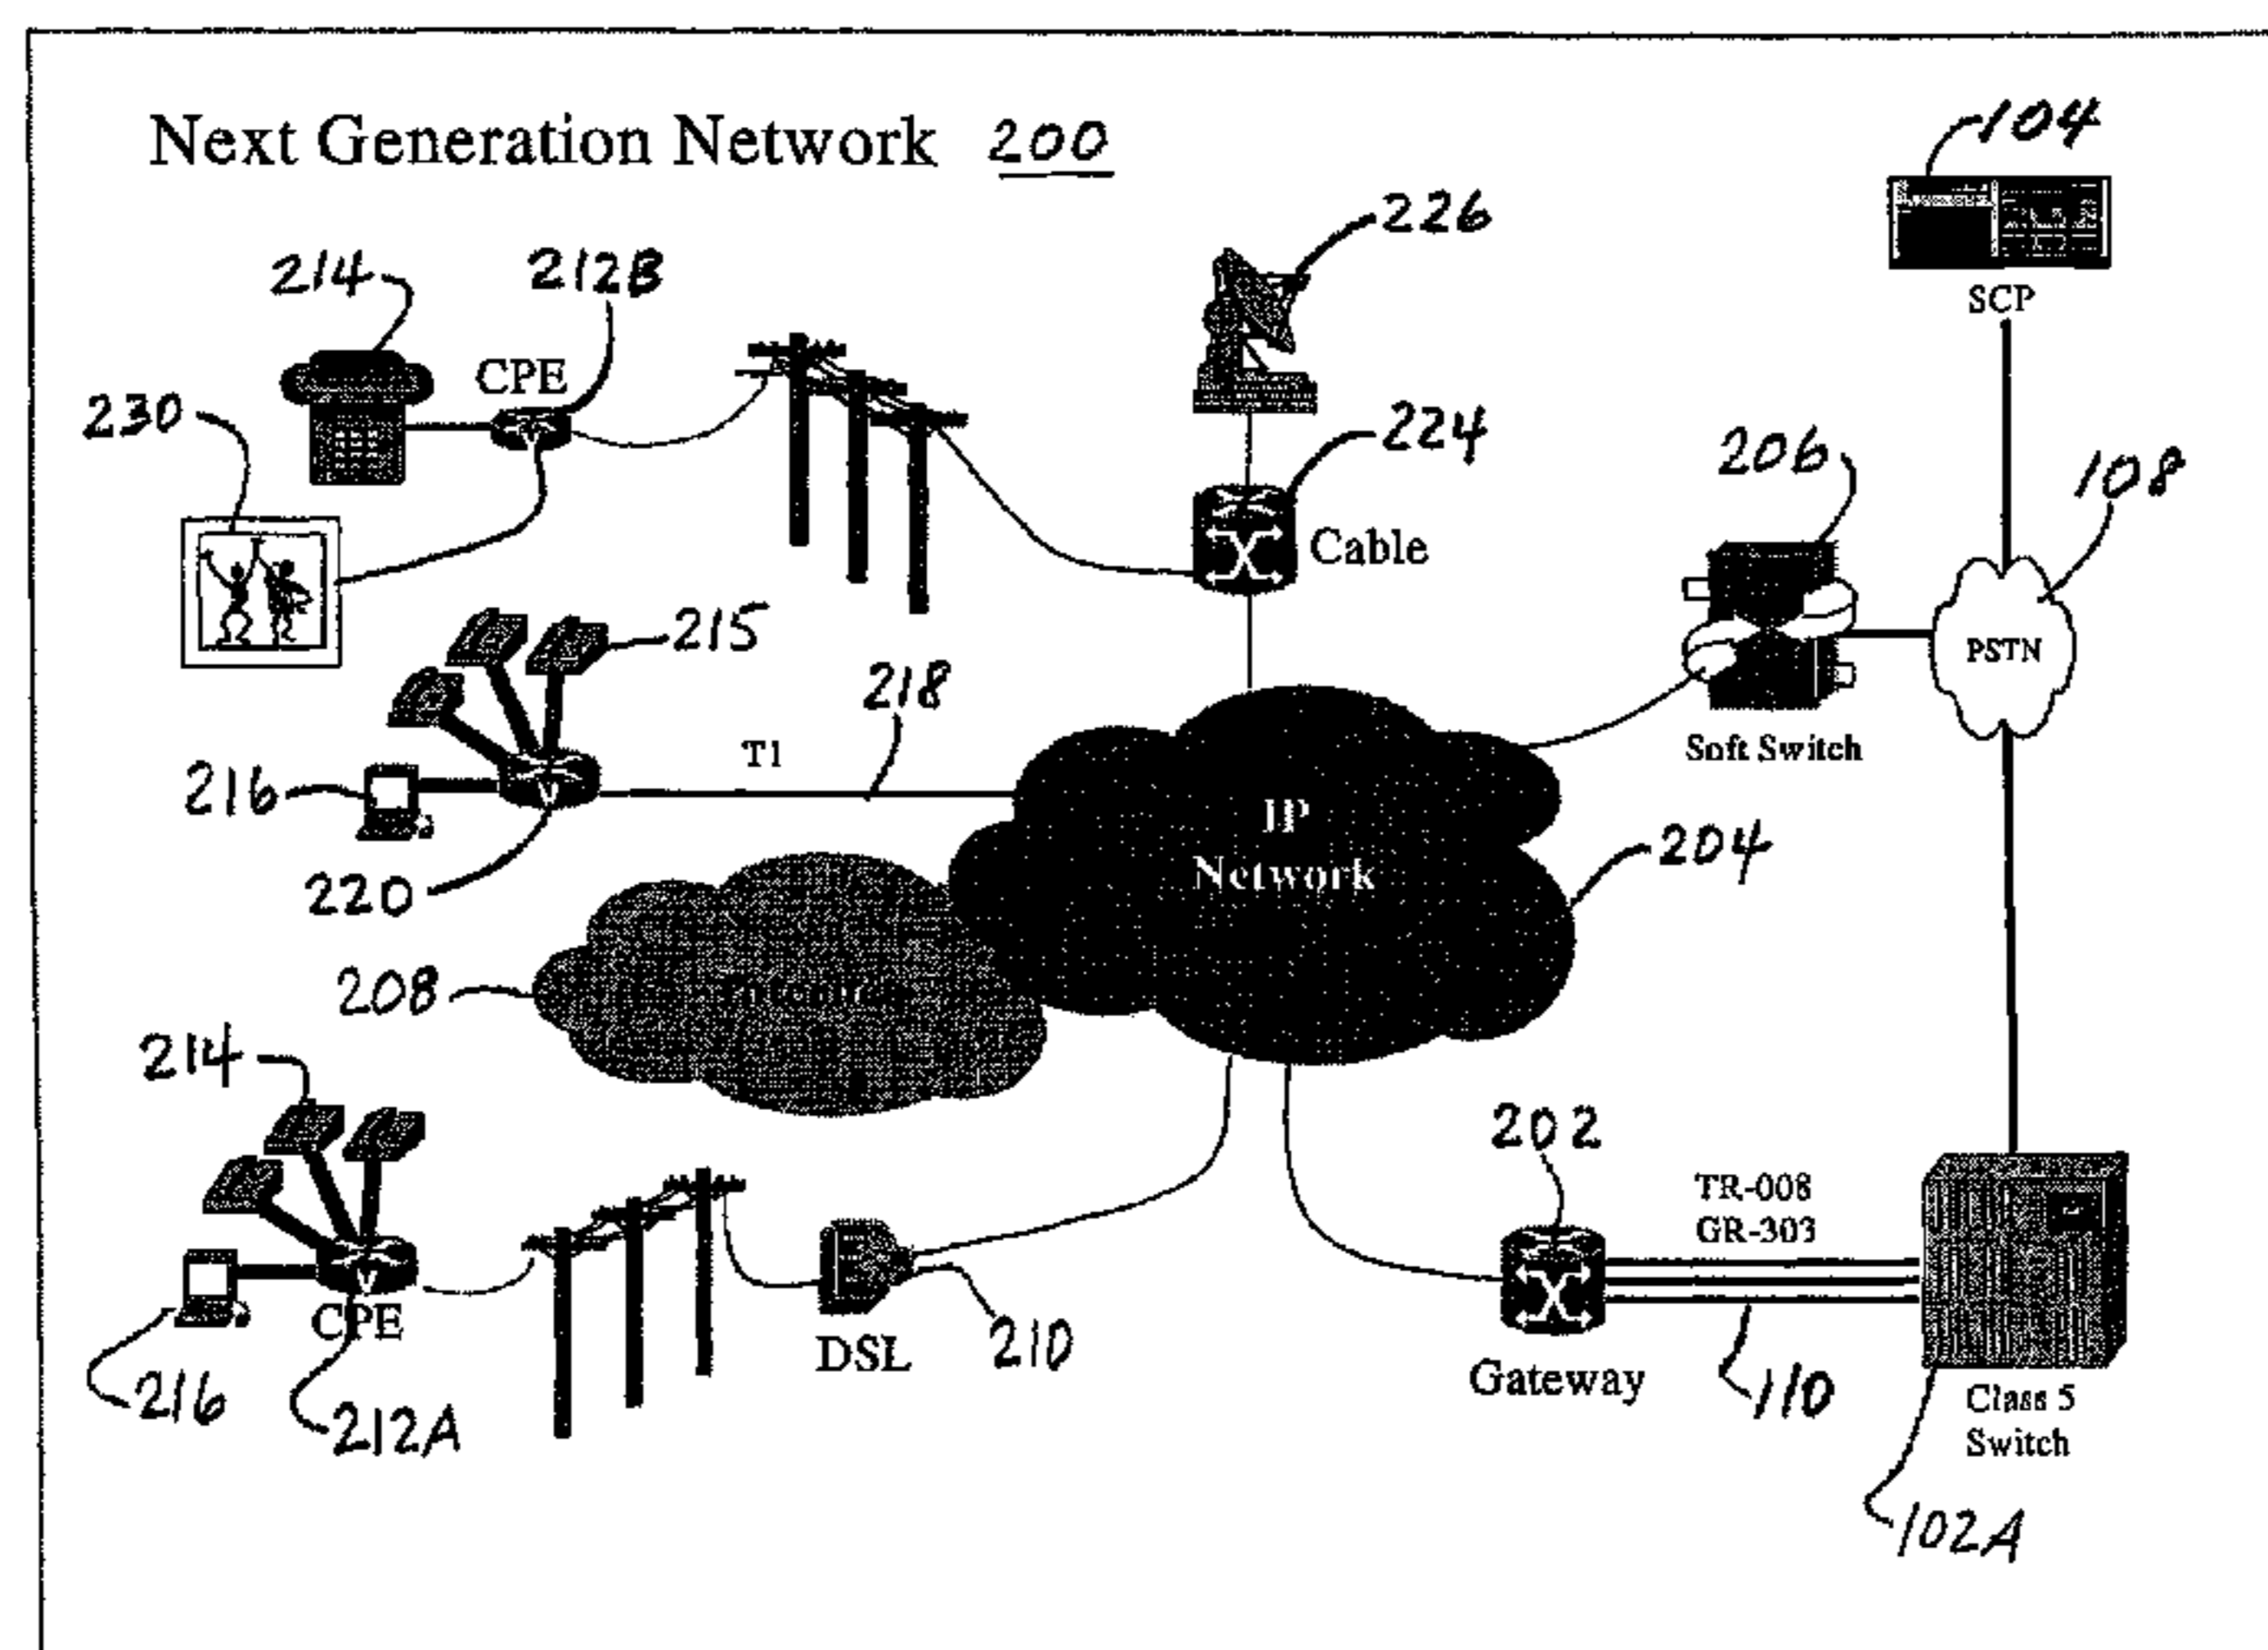 Next Generation Network 200
104
226
SCP
214
212B
CPE
230
224
206
108
Cable
215
PSTN
218
T1
Soft Switch
216
IP
Network
204
220
208
214
202
TR-008
GR-303
CPE
210
DSL
216
212A
Gateway
110
Class 5
Switch
102A
V
V
V
V